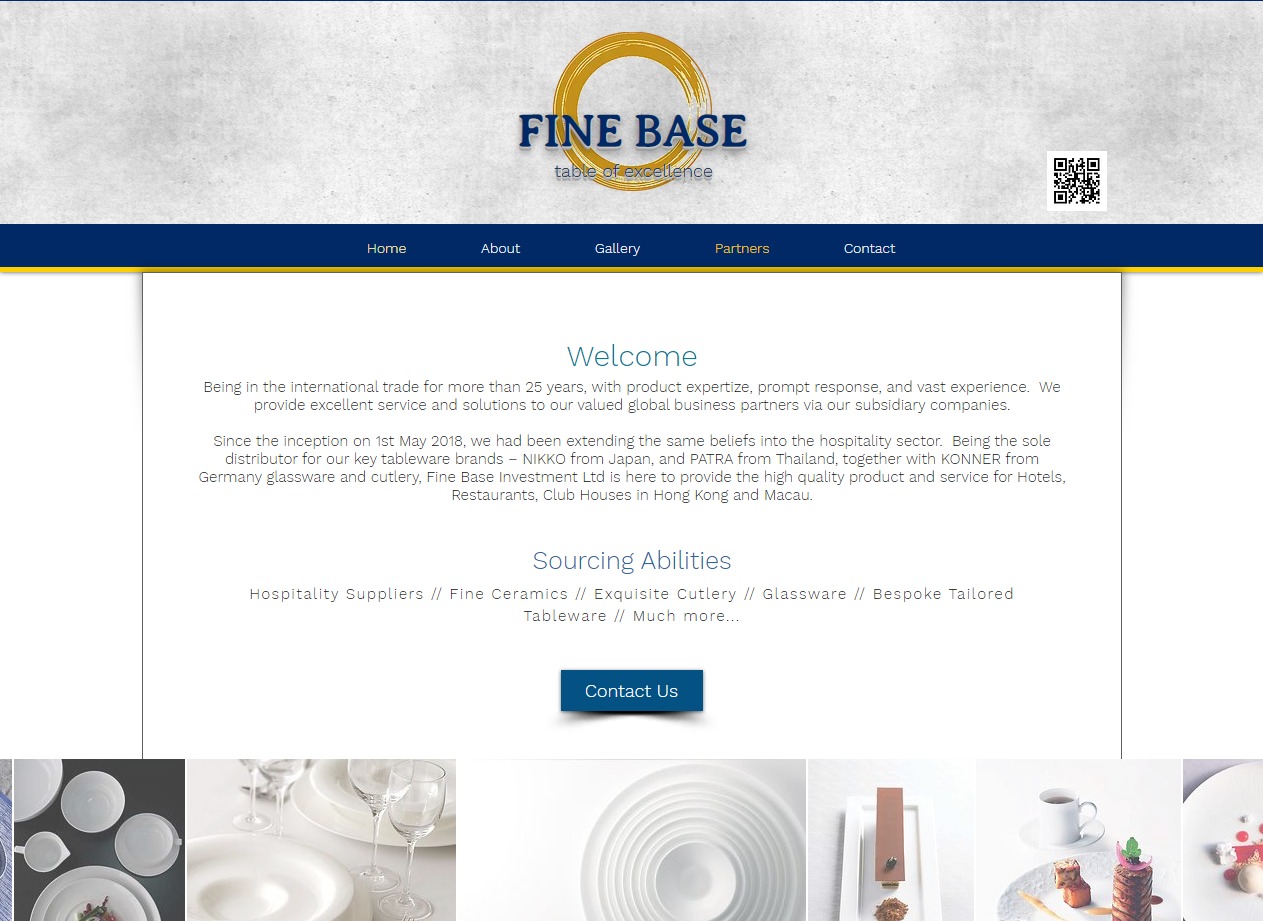 FINE BASE
table of excellence
Home About Gallery Partners Contact
Welcome
Being in the international trade for more than 25 years, with product expertize, prompt response, and vast experience.  We
provide excellent service and solutions to our valued global business partners via our subsidiary companies.
Since the inception on 1st May 2018, we had been extending the same beliefs into the hospitality sector.  Being the sole
distributor for our key tableware brands – NIKKO from Japan, and PATRA from Thailand, together with KONNER from
Germany glassware and cutlery, Fine Base Investment Ltd is here to provide the high quality product and service for Hotels,
Restaurants, Club Houses in Hong Kong and Macau.
Sourcing Abilities
Hospitality Suppliers // Fine Ceramics // Exquisite Cutlery // Glassware // Bespoke Tailored
Tableware // Much more...
Contact Us